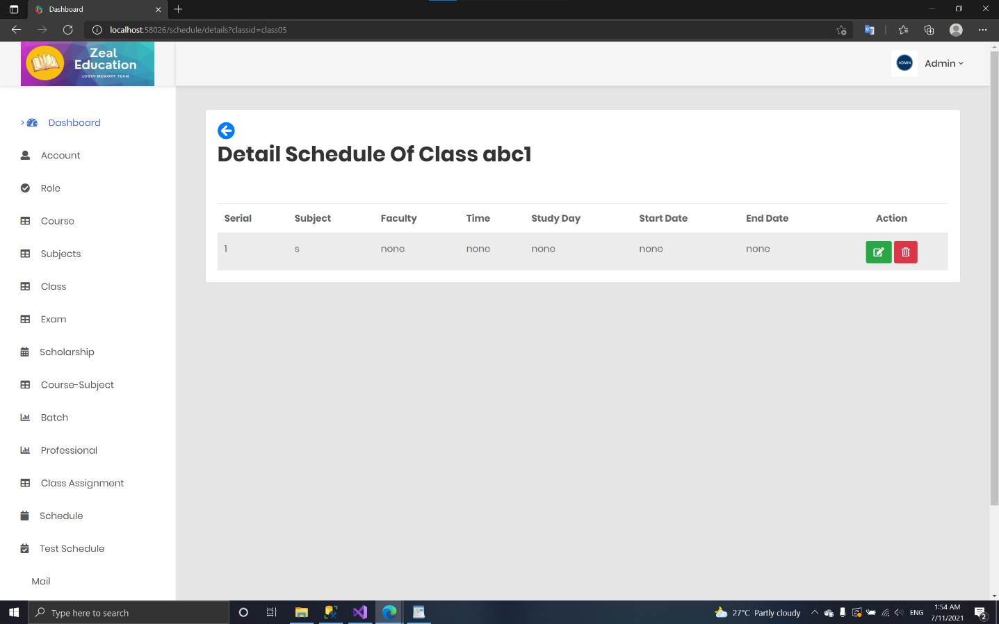 Dashboard
localhost:58026/schedule/details?classid=class05
Zeal
Education
LOGIN MEMORY TEAM
ADMIN
Admin
> Dashboard
Account
Role
Course
Subjects
Class
Exam
Scholarship
Course-Subject
Batch
Professional
Class Assignment
Schedule
Test Schedule
Mail
Detail Schedule Of Class abc1
Serial Subject Faculty Time Study Day Start Date End Date Action
1 s none none none none none
Type here to search
27°C Partly cloudy
ENG
1:54 AM
7/11/2021
2